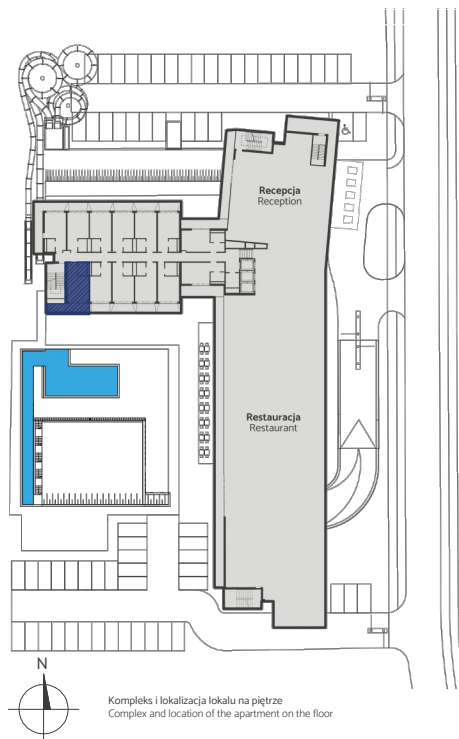 Recepcja
Reception
Restauracja
Restaurant
N
Kompleks i lokalizacja lokalu na piętrze
Complex and location of the apartment on the floor